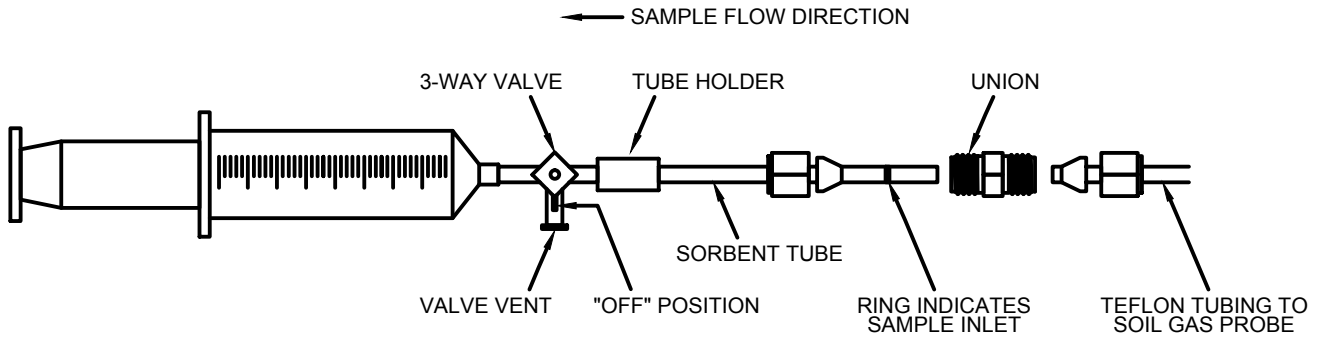 SAMPLE FLOW DIRECTION
3-WAY VALVE
TUBE HOLDER
UNION
SORBENT TUBE
VALVE VENT
"OFF" POSITION
RING INDICATES
SAMPLE INLET
TEFLON TUBING TO
SOIL GAS PROBE